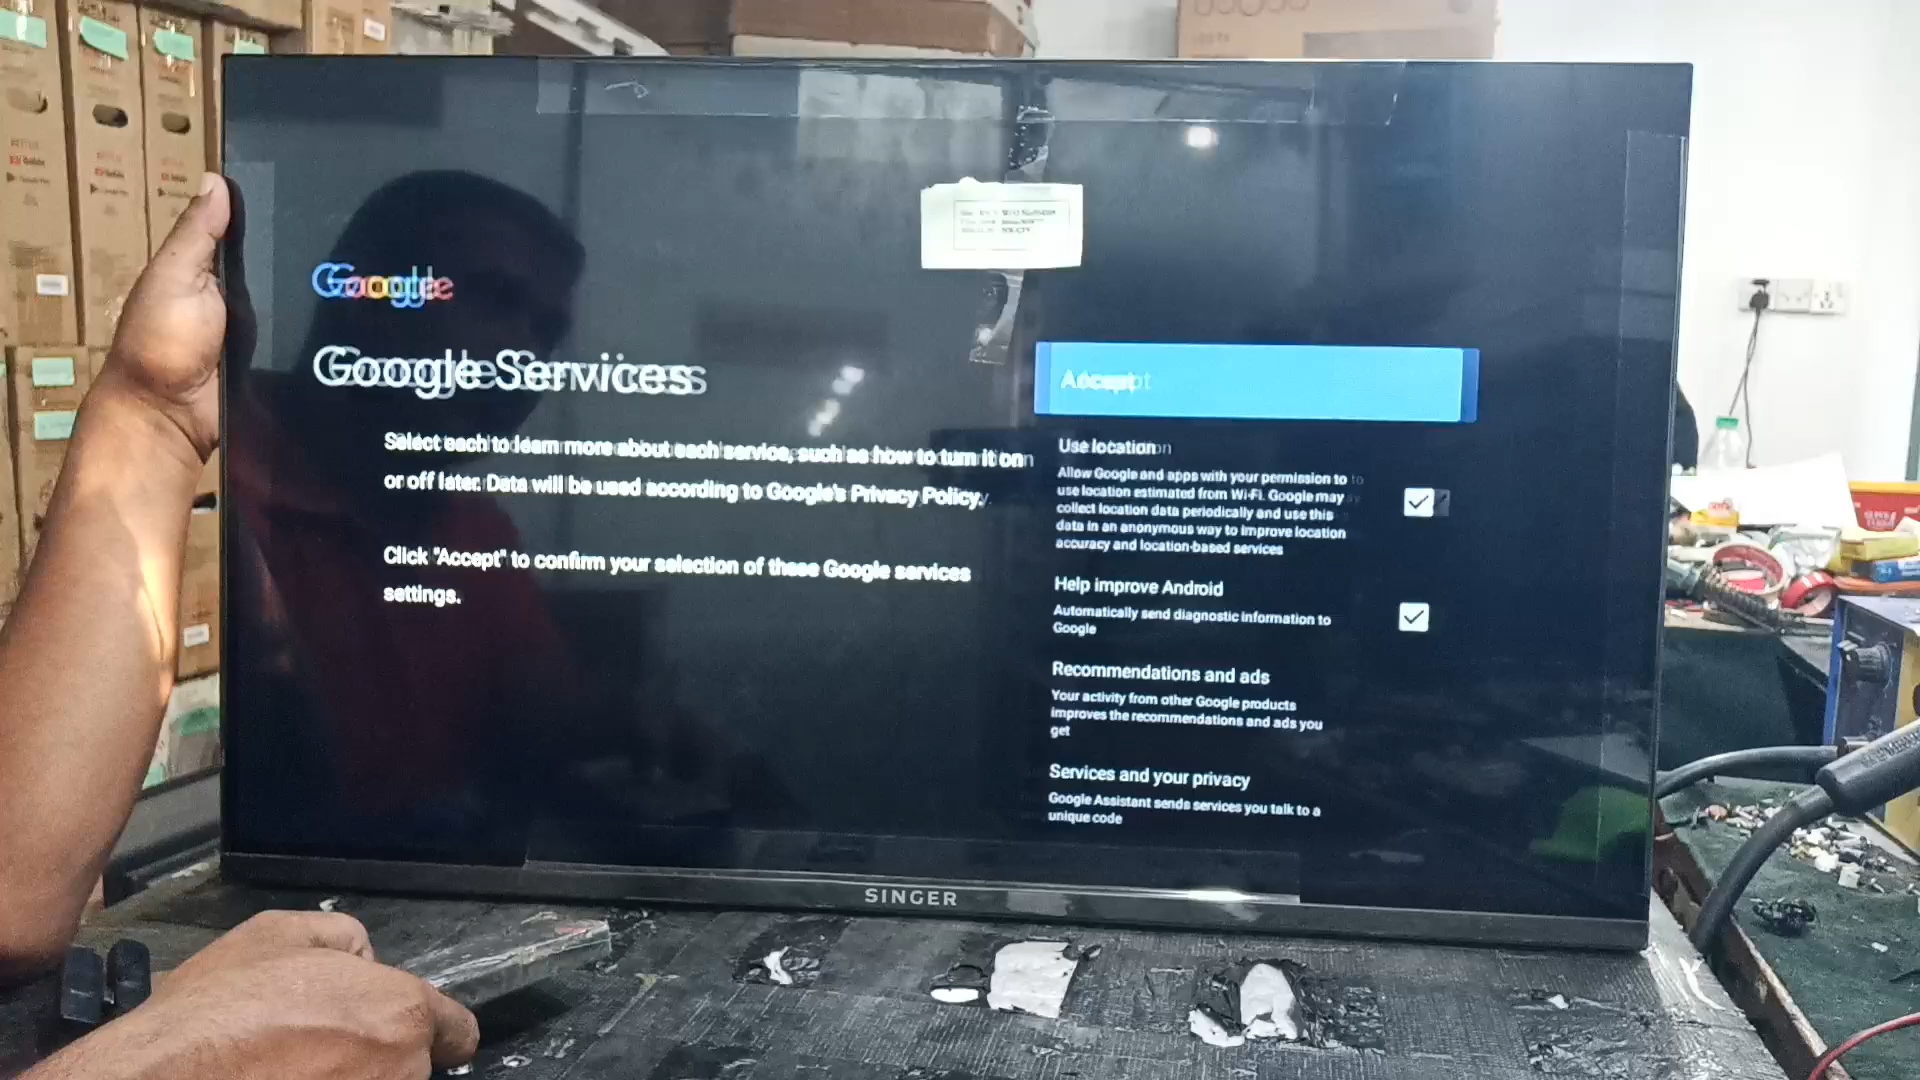 Google
Google Services
Select each to learn more about each service, such as how to turn it on
or off later. Data will be used according to Google's Privacy Policy.
Click "Accept" to confirm your selection of these Google services
settings.
Accept
Use location
Allow Google and apps with your permission to
use location estimated from Wi-Fi. Google may
collect location data periodically and use this
data in an anonymous way to improve location
accuracy and location-based services
Help improve Android
Automatically send diagnostic information to
Google
Recommendations and ads
Your activity from other Google products
improves the recommendations and ads you
get
Services and your privacy
Google Assistant sends services you talk to a
unique code
SINGER